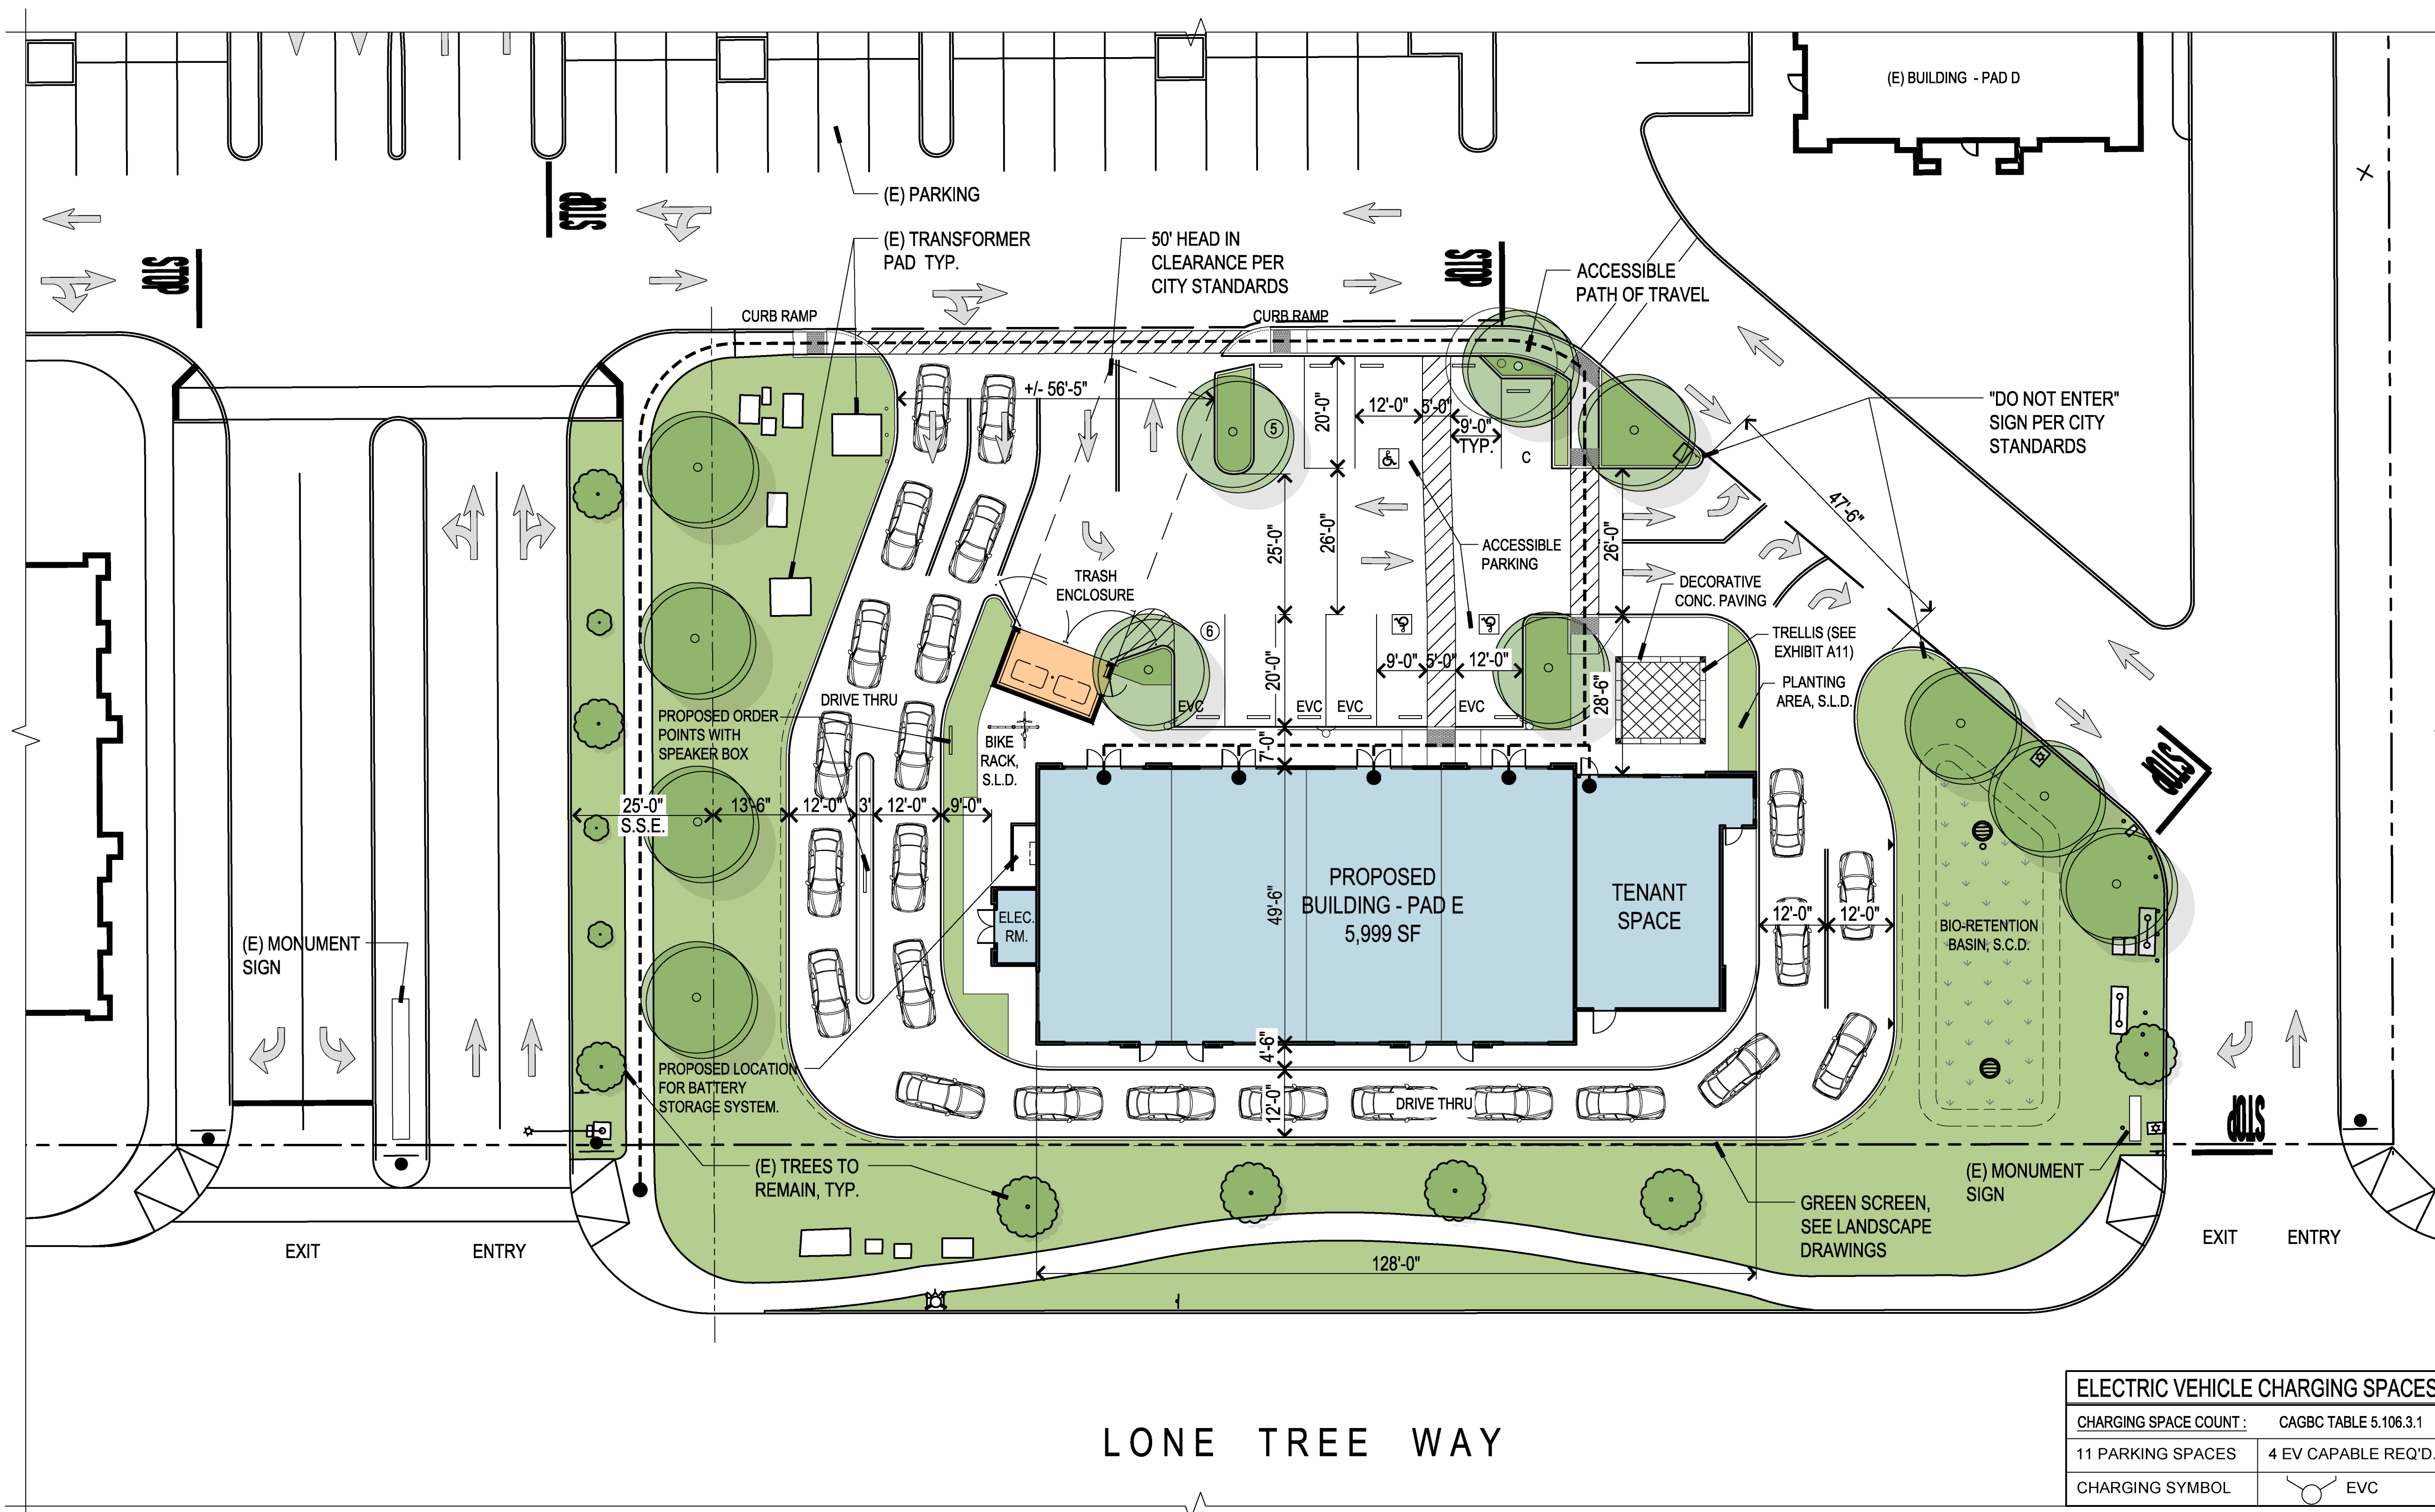 (E) BUILDING - PAD D
(E) PARKING
STOP
(E) TRANSFORMER
PAD TYP.
50' HEAD IN
CLEARANCE PER
CITY STANDARDS
STOP
STOP
ACCESSIBLE
PATH OF TRAVEL
CURB RAMP
CURB RAMP
+/- 56'-5"
"DO NOT ENTER"
SIGN PER CITY
STANDARDS
20'-0"
12'-0"
5'-0"
9'-0"
TYP.
5
C
47'-6"
25'-0"
26'-0"
26'-0"
ACCESSIBLE
PARKING
TRASH
ENCLOSURE
DECORATIVE
CONC. PAVING
6
TRELLIS (SEE
EXHIBIT A11)
20'-0"
9'-0"
5'-0"
12'-0"
28'-6"
PLANTING
AREA, S.L.D.
DRIVE THRU
EVC
EVC
EVC
EVC
PROPOSED ORDER
POINTS WITH
SPEAKER BOX
BIKE
RACK,
S.L.D.
7'-0"
STOP
25'-0"
S.S.E.
13'-6"
12'-0"
3'
12'-0"
9'-0"
PROPOSED
BUILDING - PAD E
5,999 SF
49'-6"
TENANT
SPACE
ELEC.
RM.
12'-0"
12'-0"
BIO-RETENTION
BASIN, S.C.D.
(E) MONUMENT
SIGN
4'-6"
PROPOSED LOCATION
FOR BATTERY
STORAGE SYSTEM.
12'-0"
DRIVE THRU
STOP
(E) TREES TO
REMAIN, TYP.
(E) MONUMENT
SIGN
GREEN SCREEN,
SEE LANDSCAPE
DRAWINGS
EXIT
ENTRY
128'-0"
EXIT
ENTRY
LONE TREE WAY
ELECTRIC VEHICLE CHARGING SPACES
CHARGING SPACE COUNT : CAGBC TABLE 5.106.3.1
11 PARKING SPACES 4 EV CAPABLE REQ'D.
CHARGING SYMBOL EVC